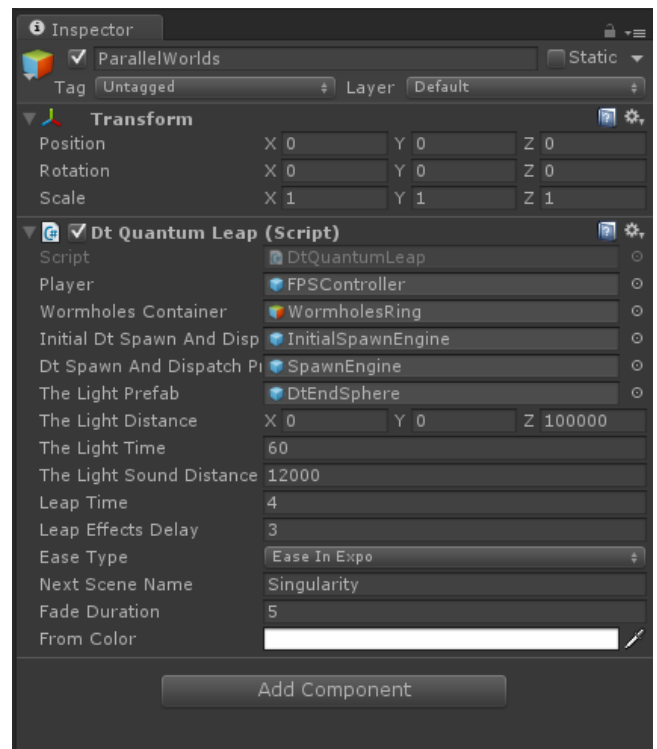 Inspector
ParallelWorlds Static
Tag Untagged Layer Default
Transform
Position X 0 Y 0 Z 0
Rotation X 0 Y 0 Z 0
Scale X 1 Y 1 Z 1
Dt Quantum Leap (Script)
Script DtQuantumLeap
Player FPSController
Wormholes Container WormholesRing
Initial Dt Spawn And Disp InitialSpawnEngine
Dt Spawn And Dispatch Pr SpawnEngine
The Light Prefab DtEndSphere
The Light Distance X 0 Y 0 Z 100000
The Light Time 60
The Light Sound Distance 12000
Leap Time 4
Leap Effects Delay 3
Ease Type Ease In Expo
Next Scene Name Singularity
Fade Duration 5
From Color
Add Component